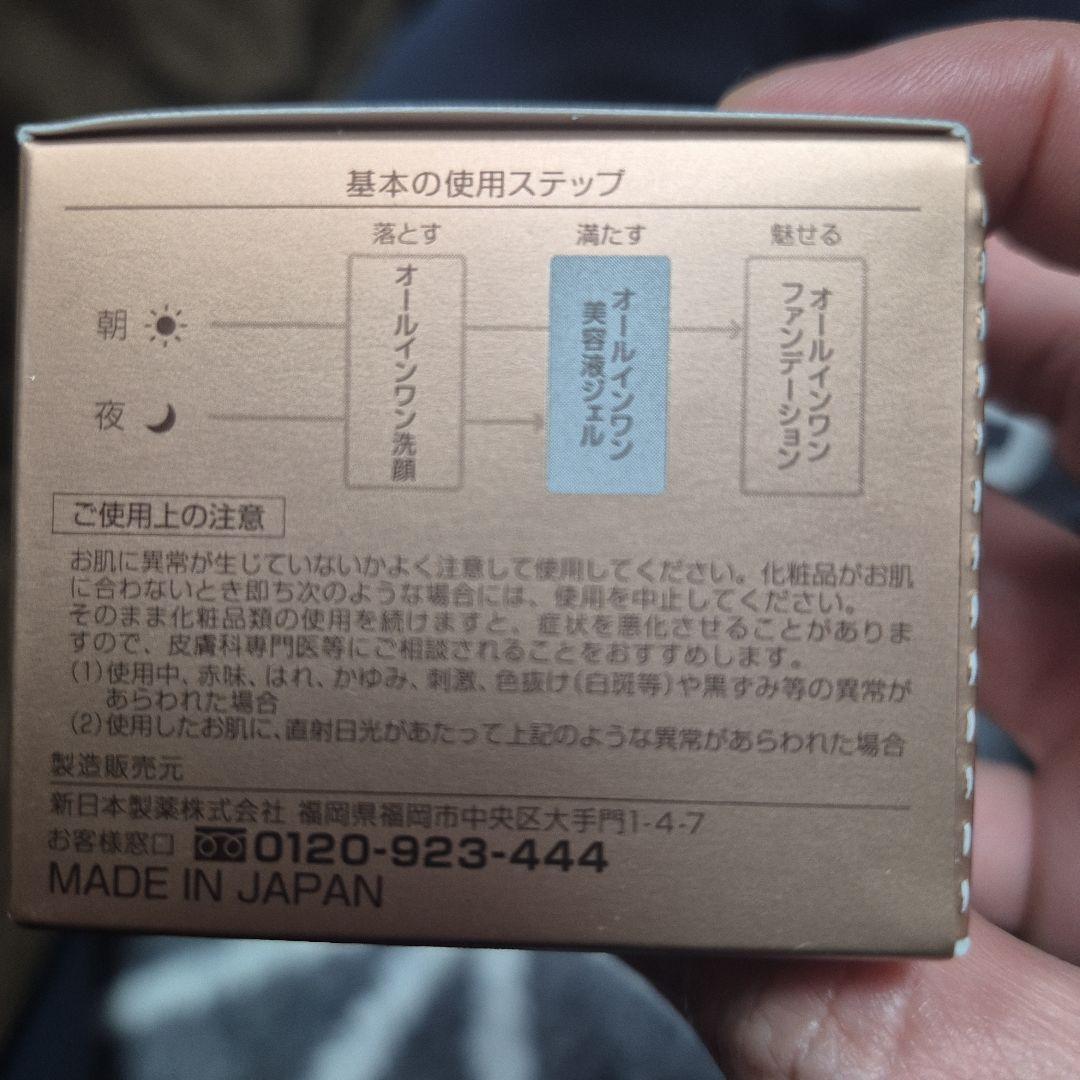 基本の使用ステップ
落とす 満たす 魅せる
朝
夜
オールインワン洗顔
オールインワン
美容液ジェル
オールインワン
ファンデーション
ご使用上の注意
お肌に異常が生じていないかよく注意して使用してください。化粧品がお肌
に合わないとき即ち次のような場合には、使用を中止してください。
そのまま化粧品類の使用を続けますと、症状を悪化させることがありま
すので、皮膚科専門医等にご相談されることをおすすめします。
(1)使用中、赤味、はれ、かゆみ、刺激、色抜け(白斑等)や黒ずみ等の異常が
あらわれた場合
(2)使用したお肌に、直射日光があたって上記のような異常があらわれた場合
製造販売元
新日本製薬株式会社 福岡県福岡市中央区大手門1-4-7
お客様窓口 0120-923-444
MADE IN JAPAN